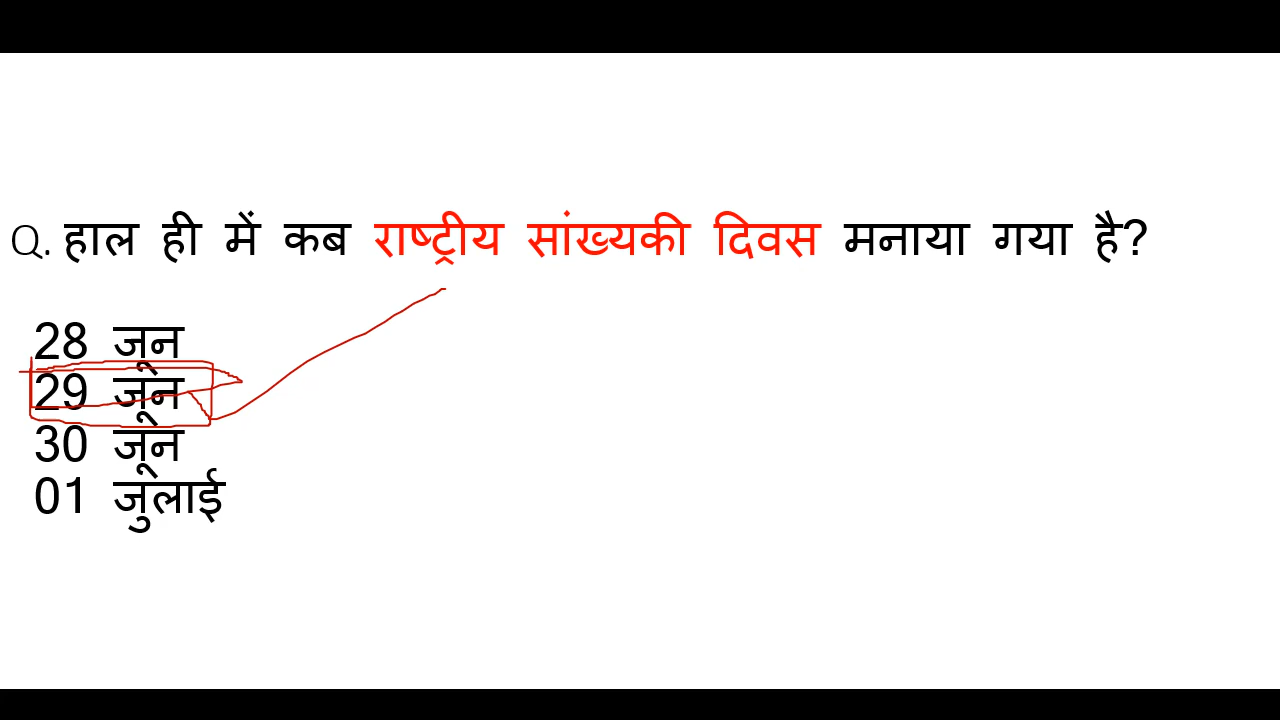 Q. हाल ही में कब राष्ट्रीय सांख्यकी दिवस मनाया गया है?
28 जून
29 जून
30 जून
01 जुलाई